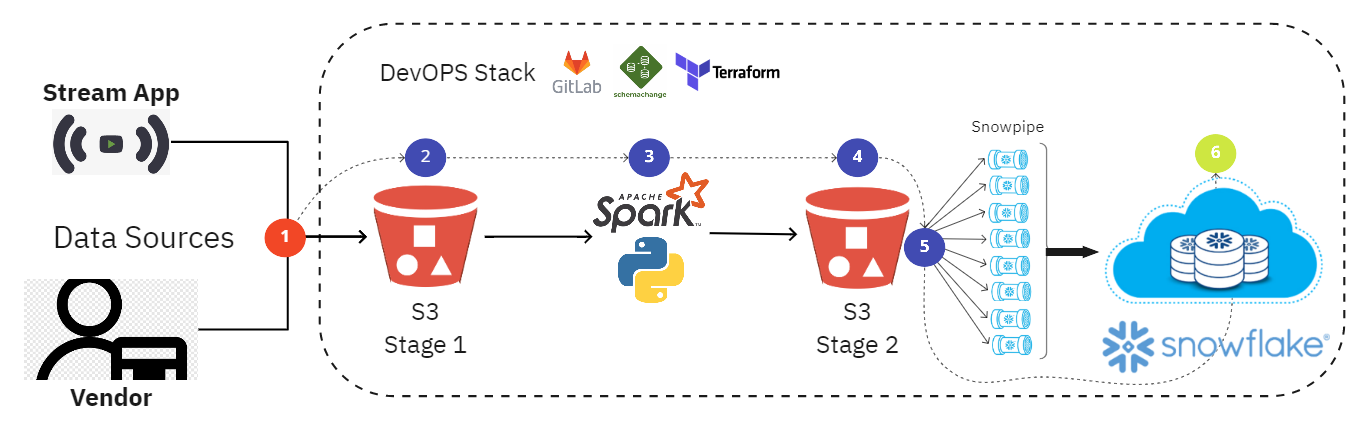 DevOPS Stack
GitLab
schemachange
Terraform
Stream App
Snowpipe
2
3
4
6
APACHE
Spark
TM
Data Sources
1
5
S3
Stage 1
S3
Stage 2
snowflake®
Vendor